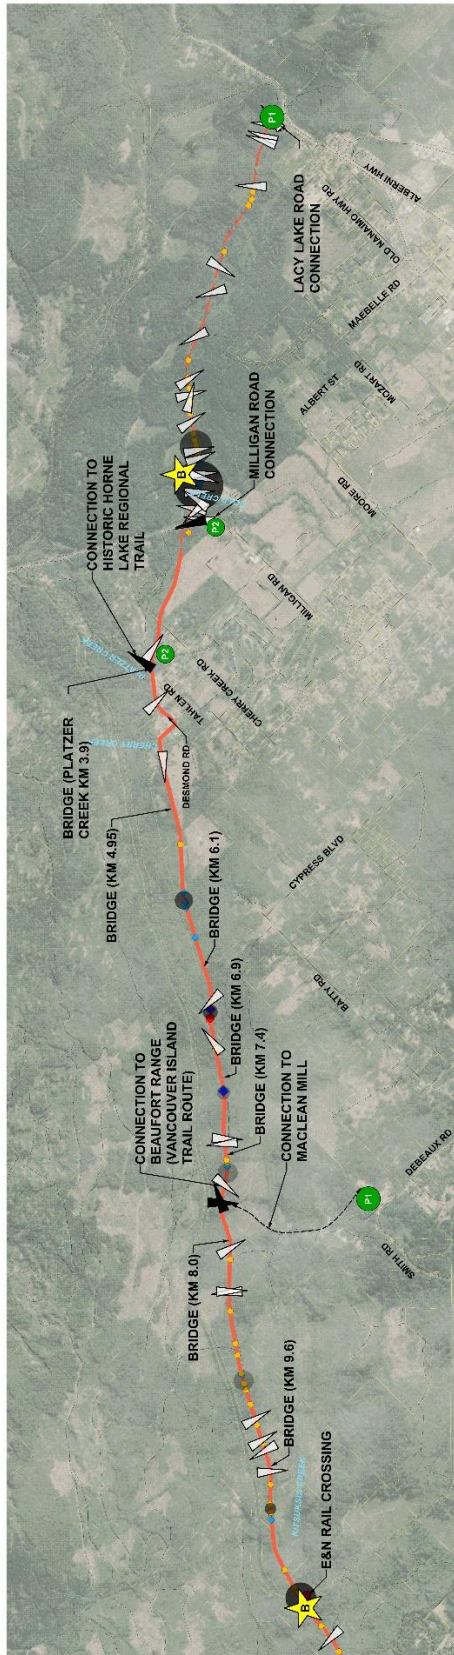 B
E&N RAIL CROSSING
KITSUKSIS CREEK
BRIDGE (KM 9.6)
BRIDGE (KM 8.0)
SMITH RD
DEBEAUX RD
P1
CONNECTION TO
MACLEAN MILL
CONNECTION TO
BEAUFORT RANGE
(VANCOUVER ISLAND
TRAIL ROUTE)
BRIDGE (KM 7.4)
BRIDGE (KM 6.9)
BRIDGE (KM 6.1)
BATTY RD
CYPRESS BLVD
BRIDGE (KM 4.95)
BRIDGE (PLATZER
CREEK KM 3.9)
DESMOND RD
TAHLEN RD
CHERRY CREEK RD
P2
CONNECTION TO
HISTORIC HORNE
LAKE REGIONAL
TRAIL
MILLIGAN RD
P2
B
MILLIGAN ROAD
CONNECTION
MOORE RD
ALBERT ST
MOZART RD
MAEBELLE RD
OLD NANAIMO HWY RD
ALBERNI HWY
LACY LAKE ROAD
CONNECTION
P1